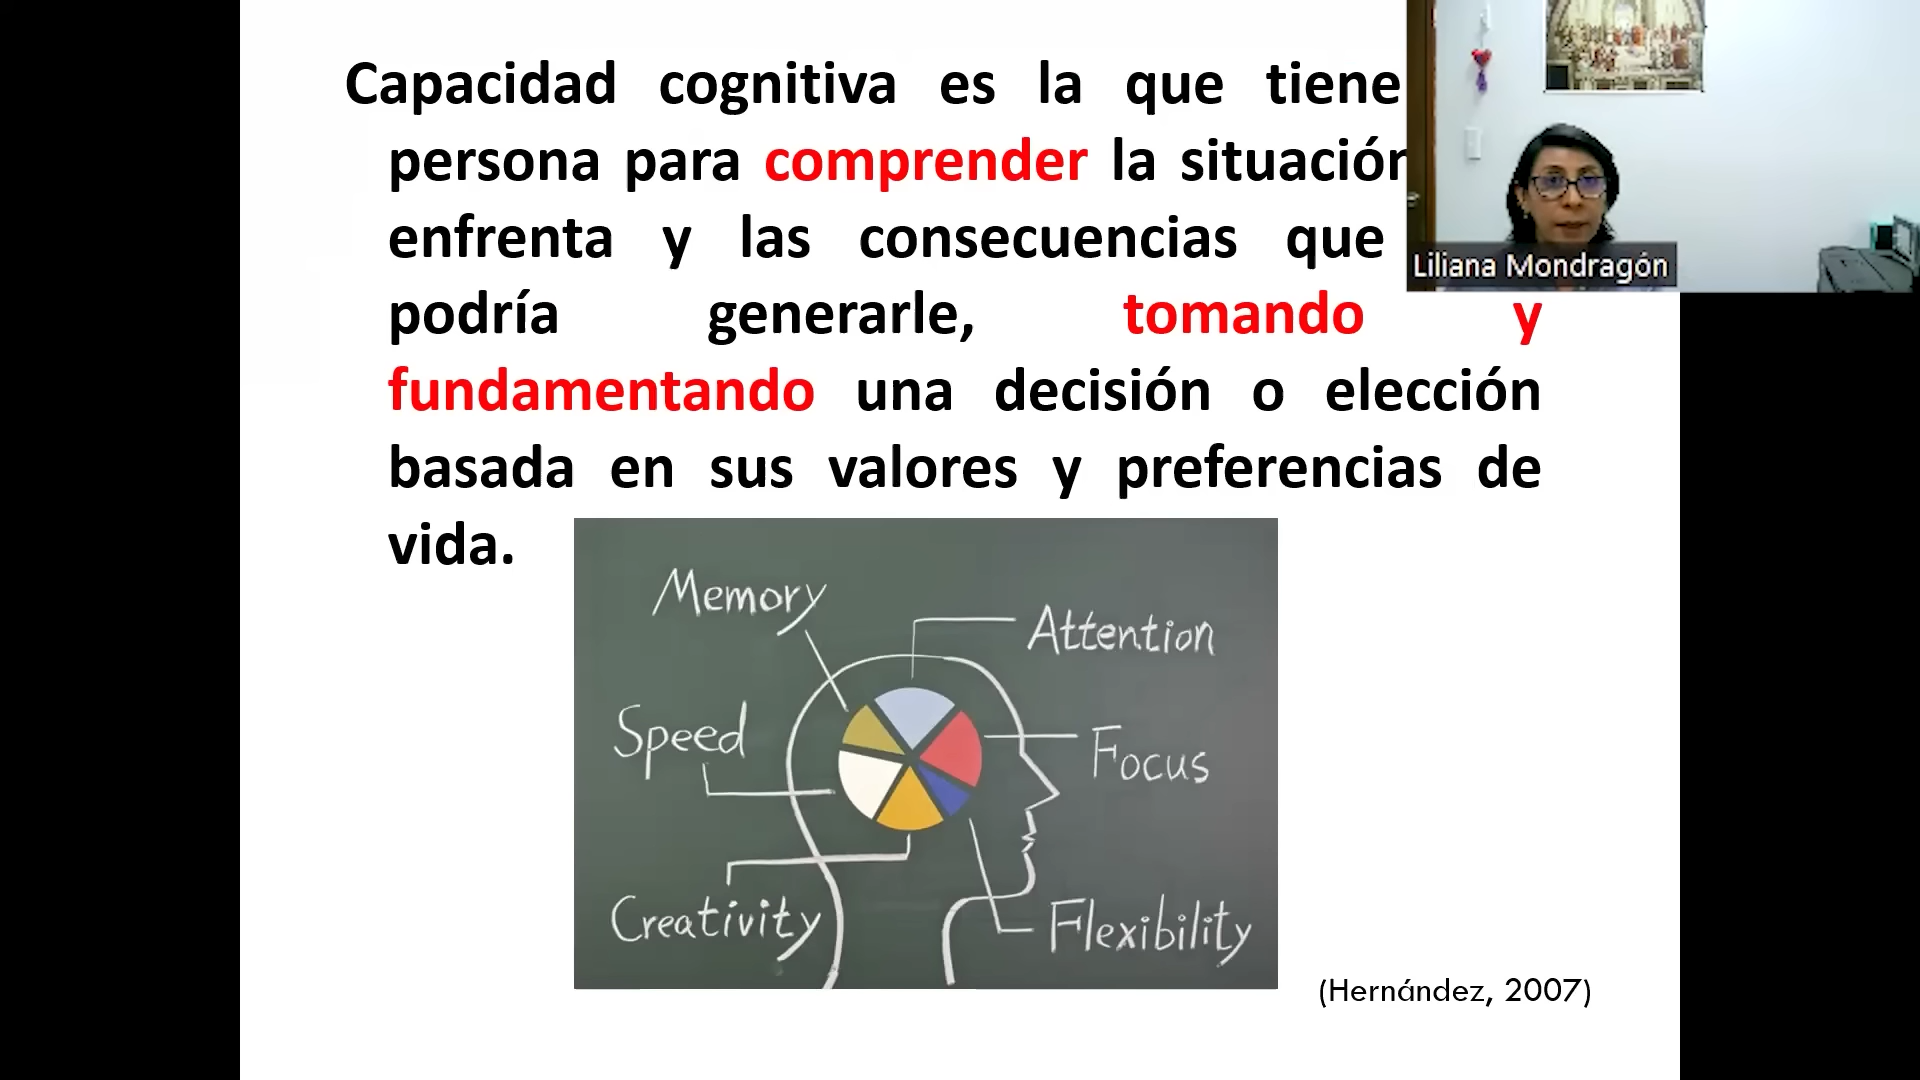 Capacidad cognitiva es la que tiene
persona para comprender la situación
enfrenta y las consecuencias que
podría generarle, tomando y
fundamentando una decisión o elección
basada en sus valores y preferencias de
vida.
Liliana Mondragón
Memory
Attention
Speed
Focus
Creativity
Flexibility
(Hernández, 2007)